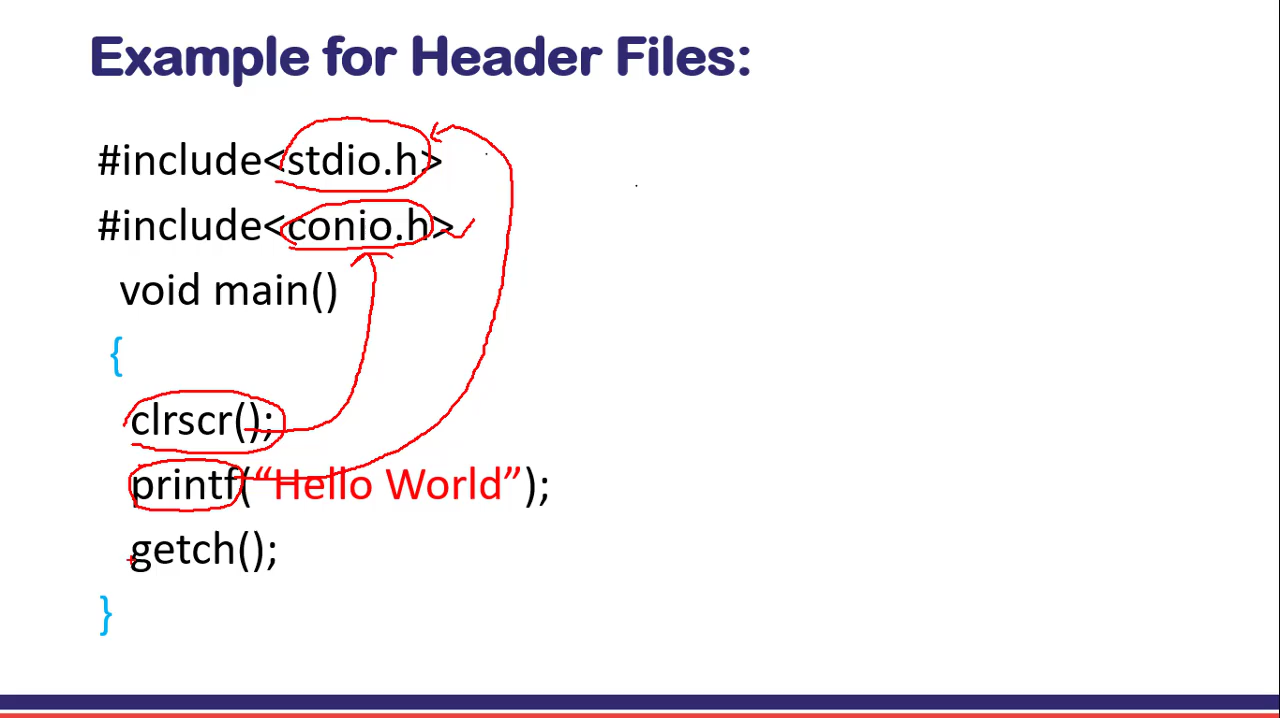 Example for Header Files:
#include<stdio.h>
#include<conio.h>
void main()
{
clrscr();
printf(“Hello World”);
getch();
}